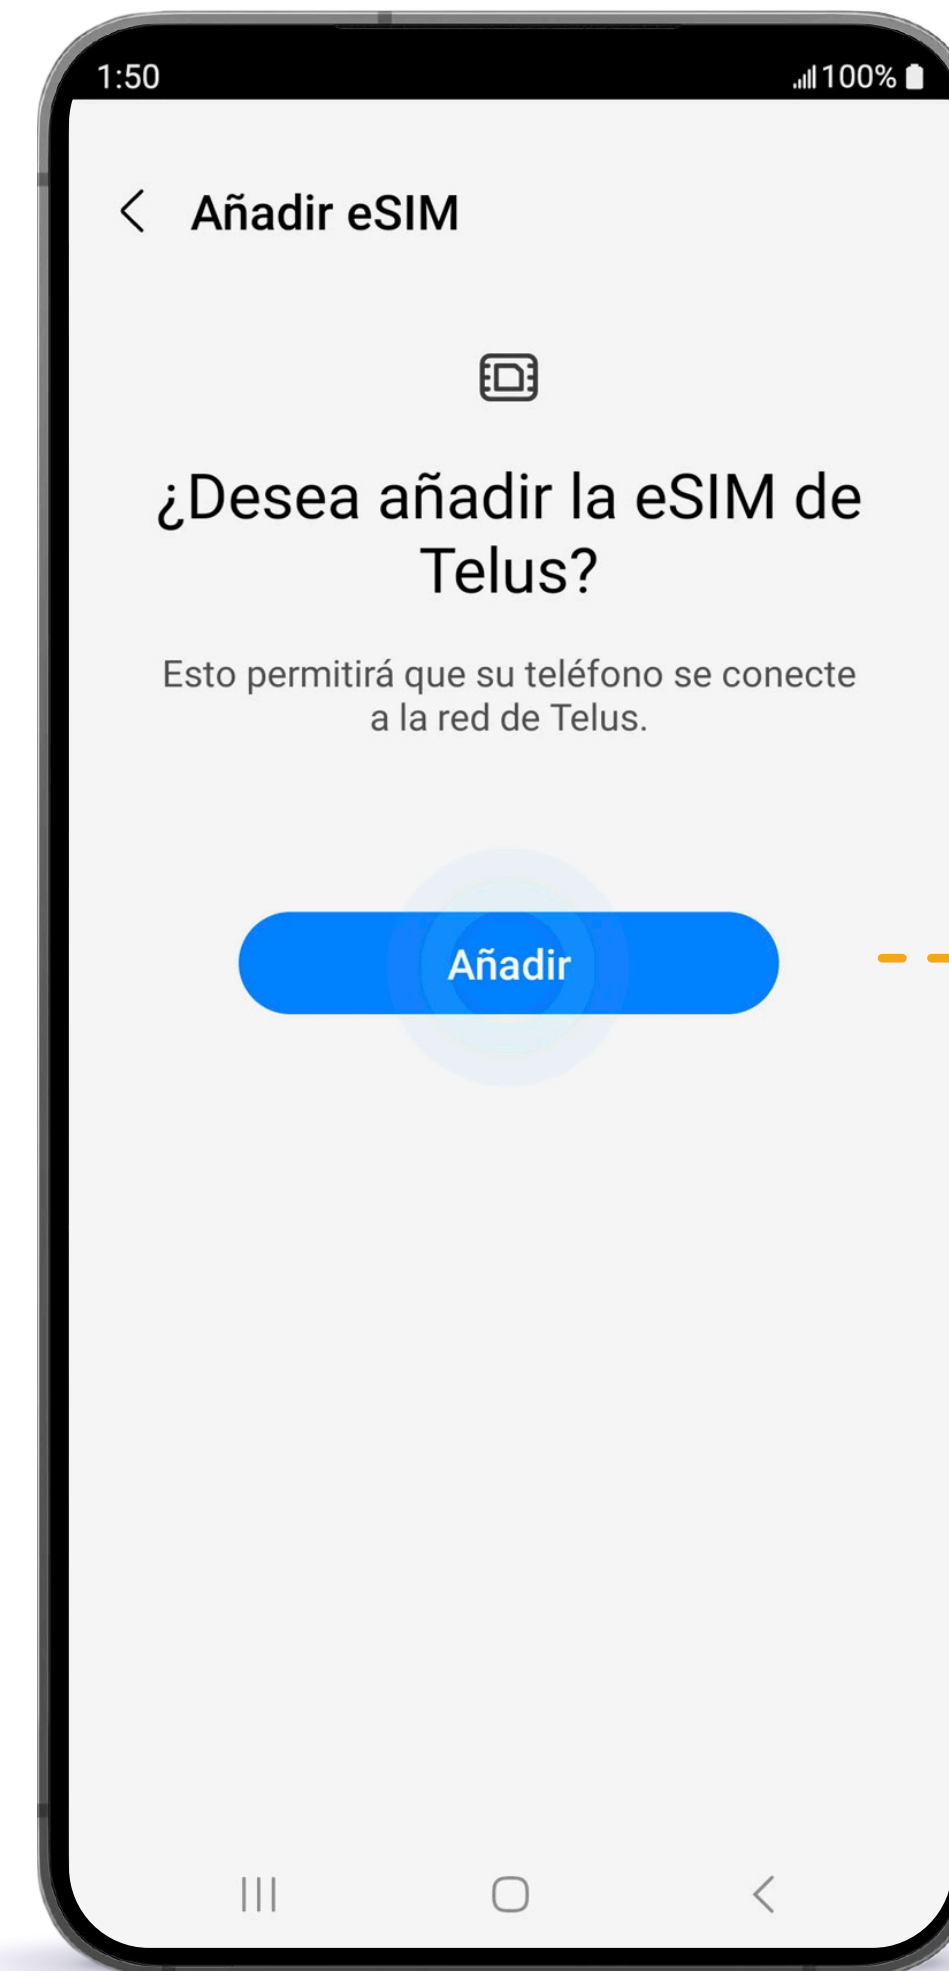 1:50
100%
Añadir eSIM
¿Desea añadir la eSIM de
Telus?
Esto permitirá que su teléfono se conecte
a la red de Telus.
Añadir